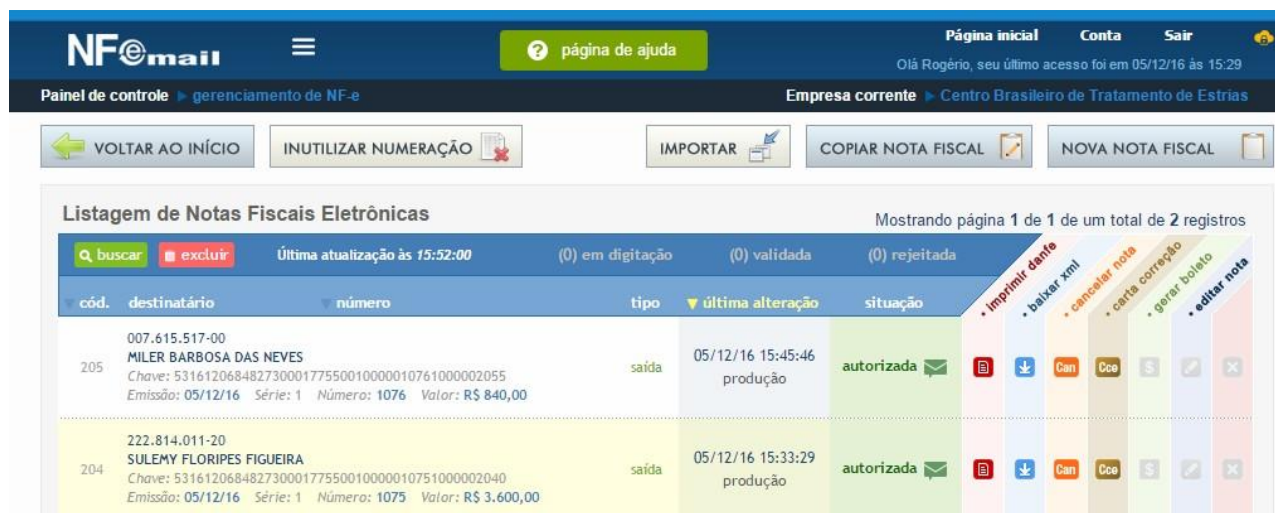 NF@mail
? página de ajuda
Página inicial Conta Sair
Olá Rogério, seu último acesso foi em 05/12/16 às 15:29
Painel de controle ▶ gerenciamento de NF-e
Empresa corrente ▶ Centro Brasileiro de Tratamento de Estrias
VOLTAR AO INÍCIO INUTILIZAR NUMERAÇÃO IMPORTAR COPIAR NOTA FISCAL NOVA NOTA FISCAL
Listagem de Notas Fiscais Eletrônicas
Mostrando página 1 de 1 de um total de 2 registros
buscar excluir Última atualização às 15:52:00 (0) em digitação (0) validada (0) rejeitada
cód. destinatário número tipo última alteração situação
• imprimir danfe
• baixar xml
• cancelar nota
• carta correção
• gerar boleto
• editar nota
007.615.517-00
MILER BARBOSA DAS NEVES
205 saída 05/12/16 15:45:46 autorizada Can Cce $
produção
Chave: 53161206848273000177550010000010761000002055
Emissão: 05/12/16 Série: 1 Número: 1076 Valor: R$ 840,00
222.814.011-20
SULEMY FLORIPES FIGUEIRA
204 saída 05/12/16 15:33:29 autorizada Can Cce $
produção
Chave: 53161206848273000177550010000010751000002040
Emissão: 05/12/16 Série: 1 Número: 1075 Valor: R$ 3.600,00